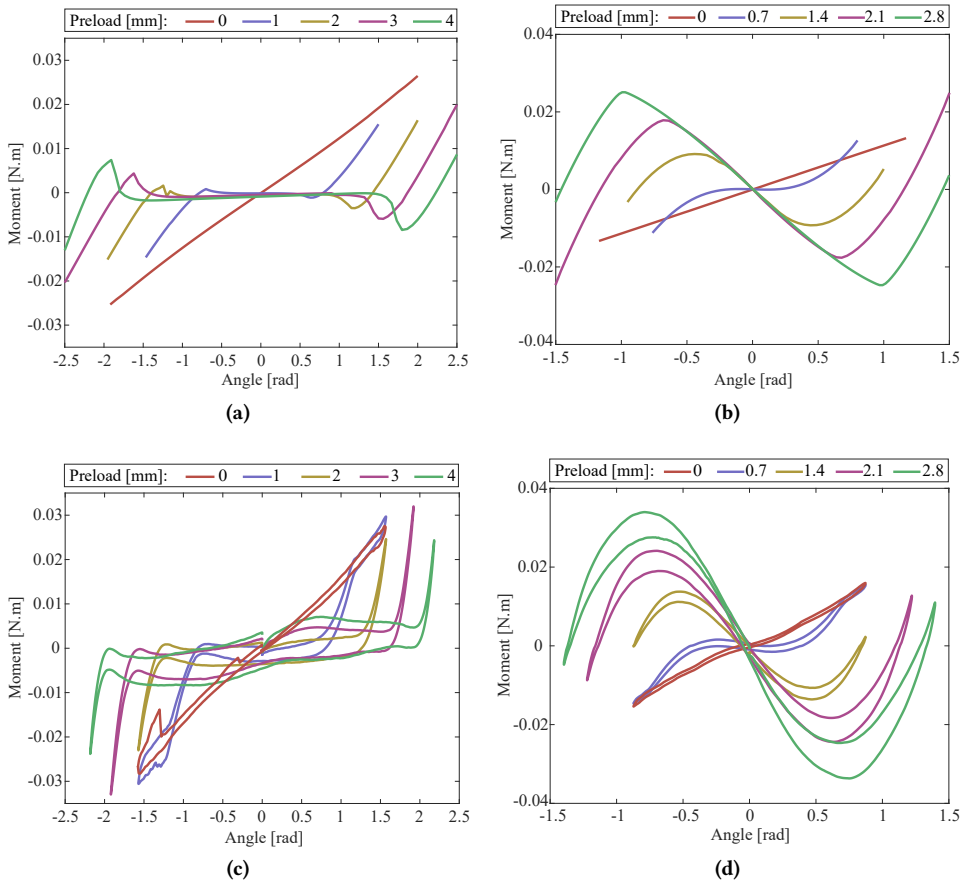 Preload [mm]: 0 1 2 3 4
0.03
0.02
0.01
0
-0.01
-0.02
-0.03
Moment [N.m]
-2.5 -2 -1.5 -1 -0.5 0 0.5 1 1.5 2 2.5
Angle [rad]
(a)
Preload [mm]: 0 0.7 1.4 2.1 2.8
0.04
0.02
0
-0.02
-0.04
Moment [N.m]
-1.5 -1 -0.5 0 0.5 1 1.5
Angle [rad]
(b)
Preload [mm]: 0 1 2 3 4
0.03
0.02
0.01
0
-0.01
-0.02
-0.03
Moment [N.m]
-2.5 -2 -1.5 -1 -0.5 0 0.5 1 1.5 2 2.5
Angle [rad]
(c)
Preload [mm]: 0 0.7 1.4 2.1 2.8
0.04
0.02
0
-0.02
-0.04
Moment [N.m]
-1.5 -1 -0.5 0 0.5 1 1.5
Angle [rad]
(d)